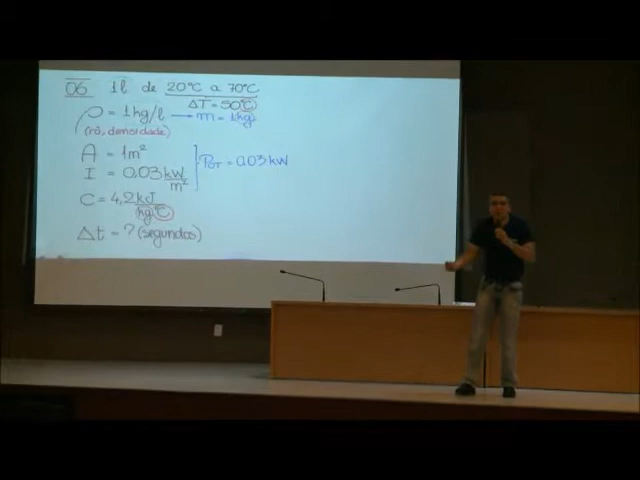 06 1l de 20°C a 70°C
ΔT = 50°C
ρ = 1kg/l → m = 1kg
(rô, densidade)
A = 1m²
I = 0,03 kW/m² } Pot = 0,03 kW
C = 4,2 kJ/kg°C
Δt = ? (segundos)